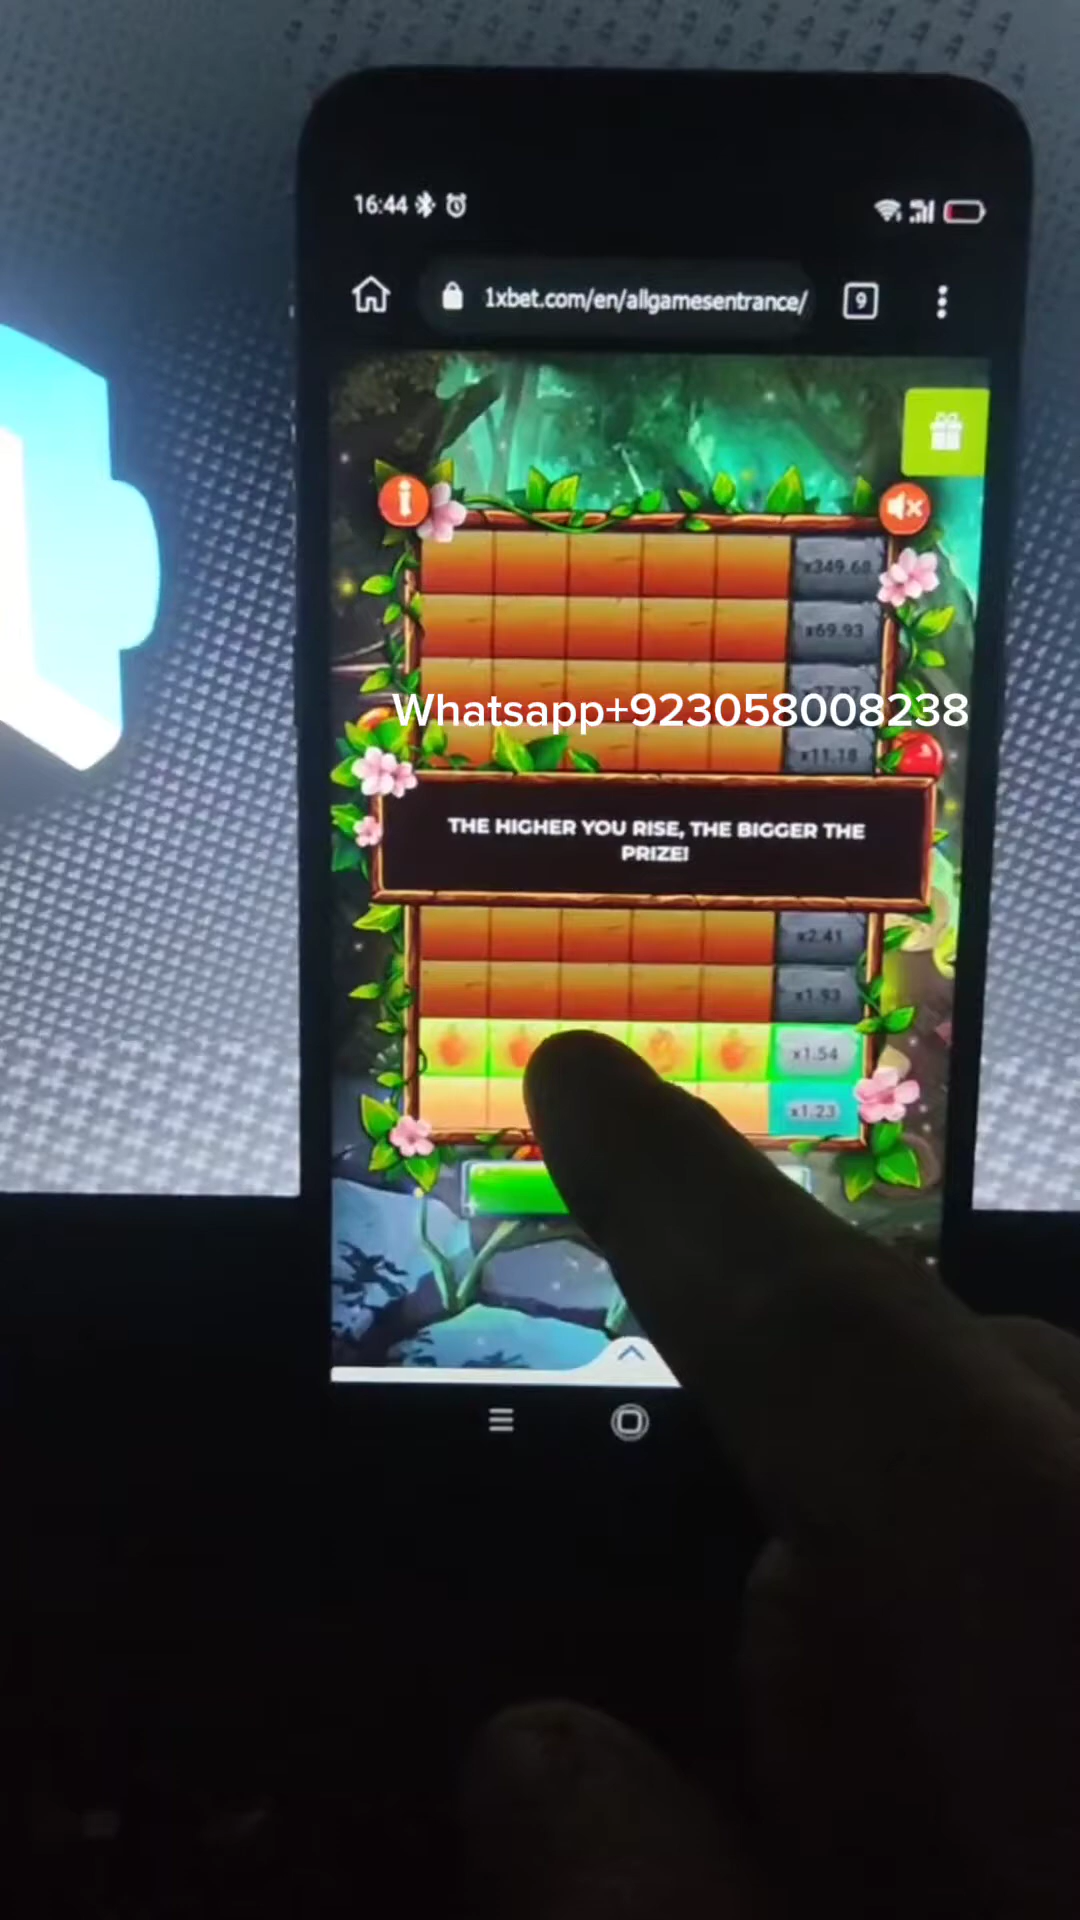 16:44
1xbet.com/en/allgamesentrance/
9
x349.68
x69.93
Whatsapp+923058008238
x11.18
THE HIGHER YOU RISE, THE BIGGER THE
PRIZE!
x2.41
x1.93
x1.54
x1.23